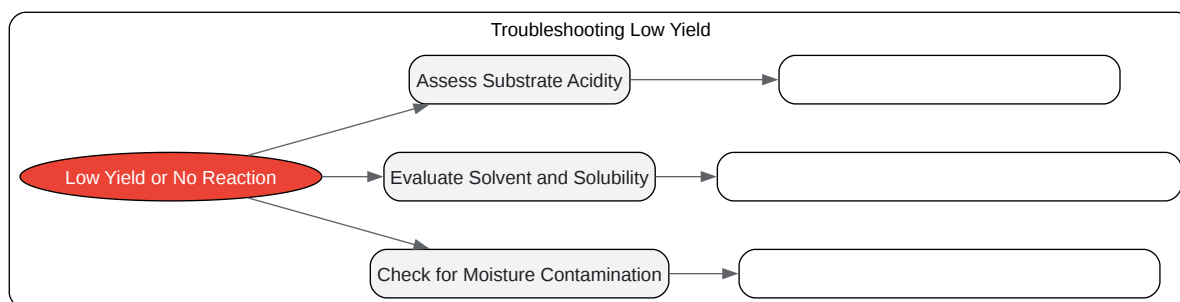 Troubleshooting Low Yield
Assess Substrate Acidity
Low Yield or No Reaction
Evaluate Solvent and Solubility
Check for Moisture Contamination